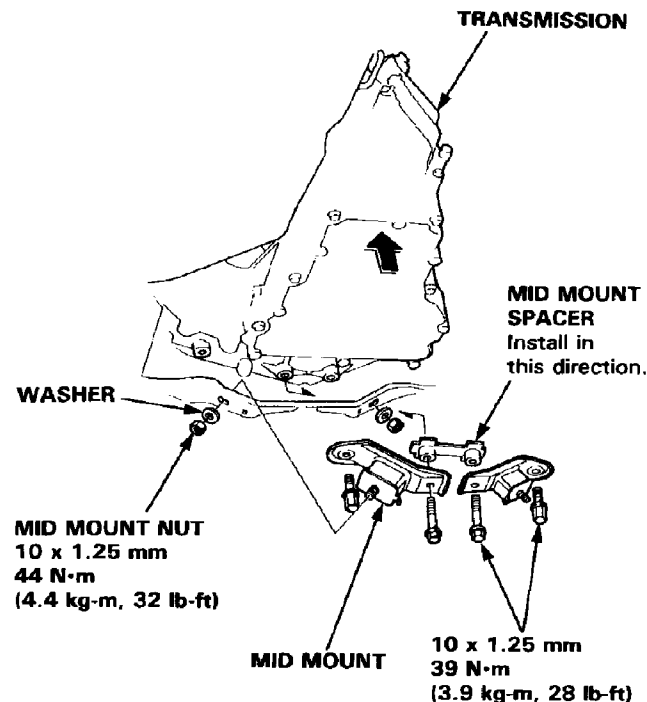 TRANSMISSION
MID MOUNT
SPACER
Install in
this direction.
WASHER
MID MOUNT NUT
10 x 1.25 mm
44 N·m
(4.4 kg-m, 32 lb-ft)
MID MOUNT
10 x 1.25 mm
39 N·m
(3.9 kg-m, 28 lb-ft)